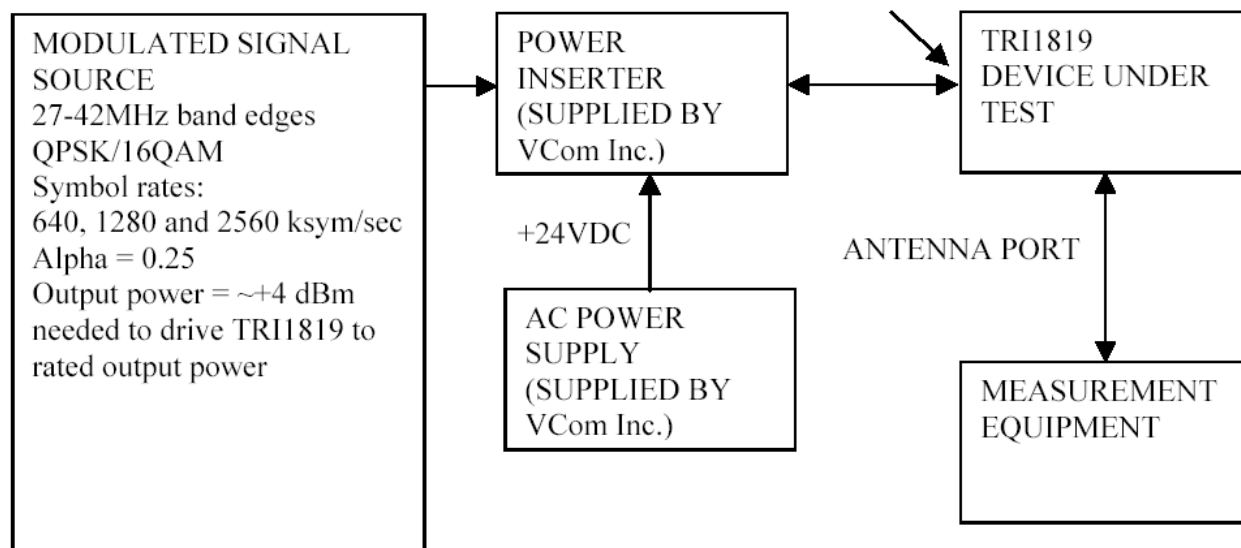 MODULATED SIGNAL
SOURCE
27-42MHz band edges
QPSK/16QAM
Symbol rates:
640, 1280 and 2560 ksym/sec
Alpha = 0.25
Output power = ~+4 dBm
needed to drive TRI1819 to
rated output power
POWER
INSERTER
(SUPPLIED BY
VCom Inc.)
+24VDC
AC POWER
SUPPLY
(SUPPLIED BY
VCom Inc.)
TRI1819
DEVICE UNDER
TEST
ANTENNA PORT
MEASUREMENT
EQUIPMENT